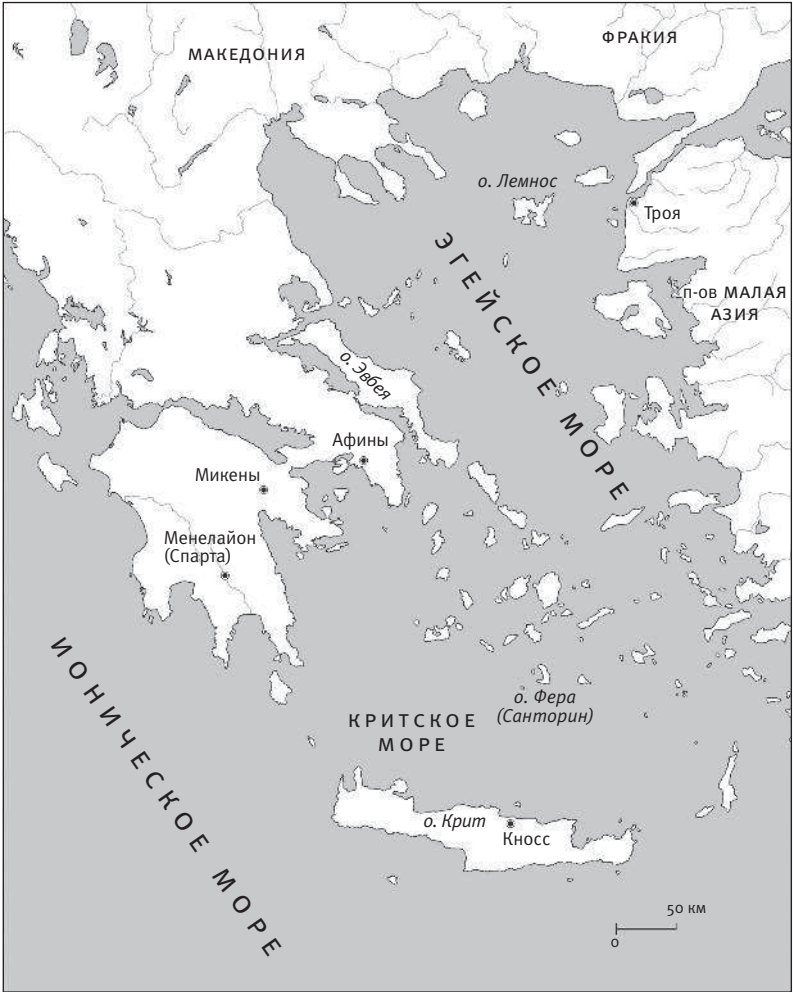 МАКЕДОНИЯ
ФРАКИЯ
о. Лемнос
Троя
ЭГЕЙСКОЕ МОРЕ
п-ов МАЛАЯ
АЗИЯ
о. Эвбея
Афины
Микены
Менелайон
(Спарта)
ИОНИЧЕСКОЕ МОРЕ
о. Фера
(Санторин)
КРИТСКОЕ
МОРЕ
о. Крит
Кносс
50 км
0